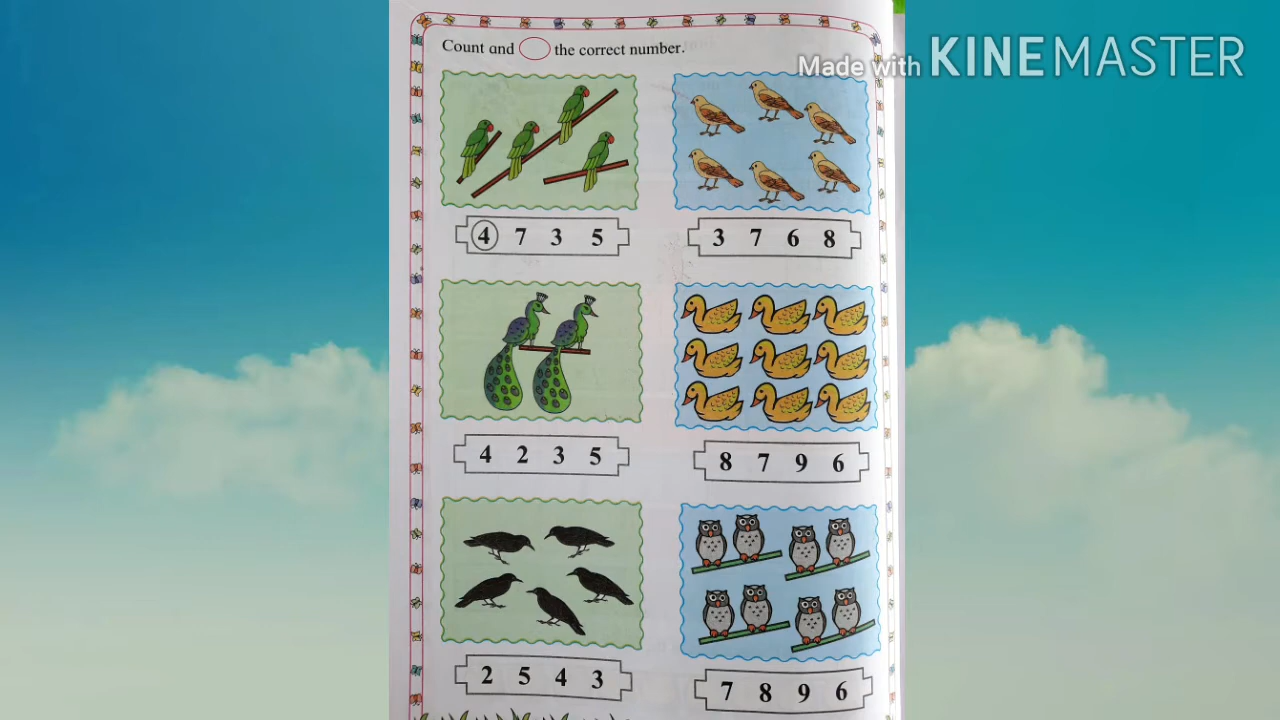 Count and the correct number.
Made with KINEMASTER
4 7 3 5
3 7 6 8
4 2 3 5
8 7 9 6
2 5 4 3
7 8 9 6